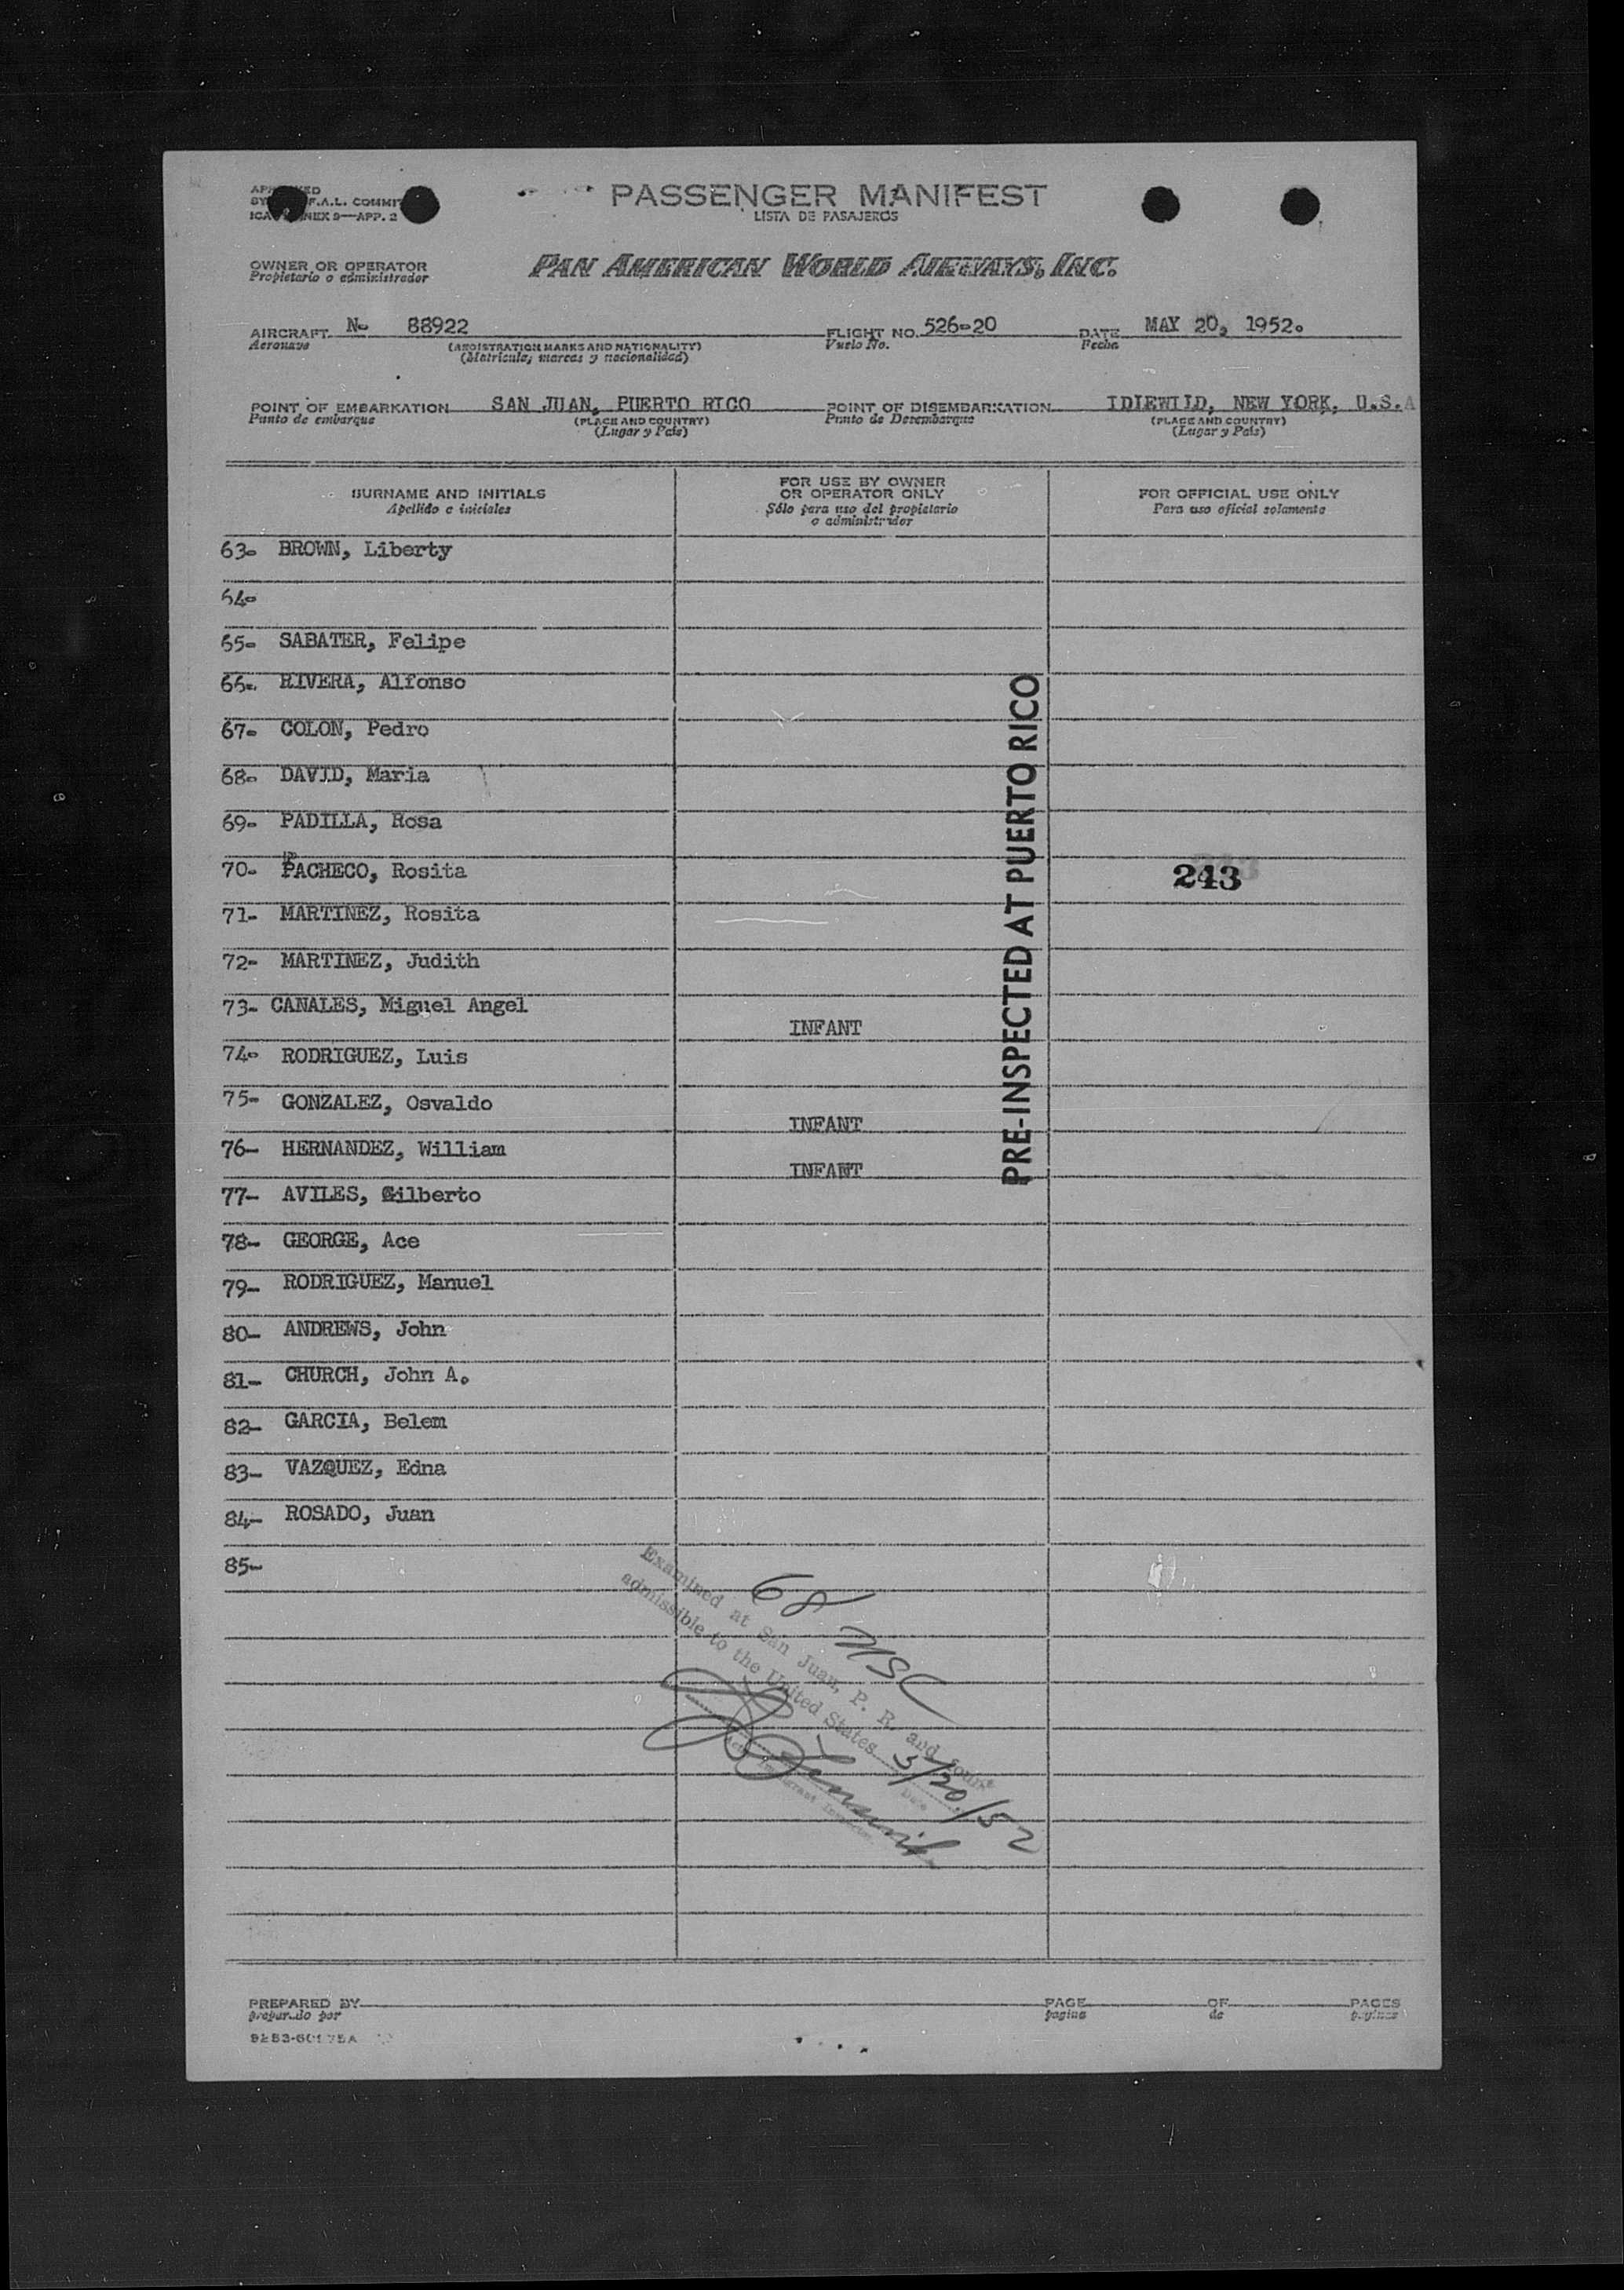 PASSENGER MANIFEST
LISTA DE PASAJEROS
F.A.L.
APP. 2
OWNER OR OPERATOR
Propietario o administrador
PAN AMERICAN WORLD AIRWAYS, INC.
AIRCRAFT N- 88922 FLIGHT NO. 526-20 DATE MAY 20, 1952.
Aeronave (REGISTRATION MARKS AND NATIONALITY) Vuelo No. Fecha
(Matricula, marcas y nacionalidad)
POINT OF EMBARKATION SAN JUAN, PUERTO RICO POINT OF DISEMBARKATION IDLEWILD, NEW YORK, U.S.A
Punto de embarque (PLACE AND COUNTRY) Punto de Desembarque (PLACE AND COUNTRY)
(Lugar y País) (Lugar y País)
SURNAME AND INITIALS
Apellido e iniciales
FOR USE BY OWNER
OR OPERATOR ONLY
Sólo para uso del propietario
o administrador
FOR OFFICIAL USE ONLY
Para uso oficial solamente
63- BROWN, Liberty
64-
65- SABATER, Felipe
66- RIVERA, Alfonso
67- COLON, Pedro
68- DAVID, Maria
69- PADILLA, Rosa
70- PACHECO, Rosita
243
71- MARTINEZ, Rosita
72- MARTINEZ, Judith
73- CANALES, Miguel Angel
INFANT
74- RODRIGUEZ, Luis
75- GONZALEZ, Osvaldo
INFANT
76- HERNANDEZ, William
INFANT
77- AVILES, Gilberto
78- GEORGE, Ace
79- RODRIGUEZ, Manuel
80- ANDREWS, John
81- CHURCH, John A.
82- GARCIA, Belem
83- VAZQUEZ, Edna
84- ROSADO, Juan
85-
PRE-INSPECTED AT PUERTO RICO
68 USC
Examined at San Juan, P. R. and found
admissible to the United States 5/20/52
Date
Immigrant
PREPARED BY PAGE OF PAGES
preparado por pagina de paginas